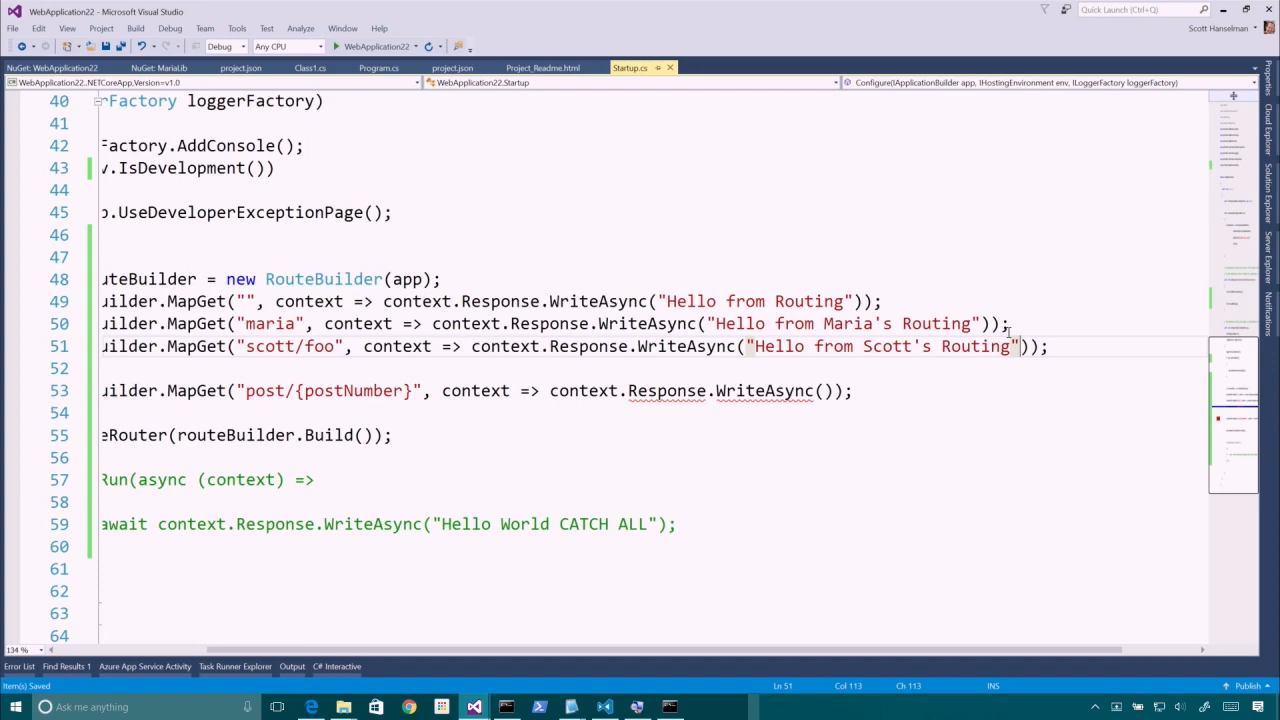 WebApplication22 - Microsoft Visual Studio
Quick Launch (Ctrl+Q)
File Edit View Project Build Debug Team Tools Test Analyze Window Help
Scott Hanselman
Debug Any CPU WebApplication22
NuGet: WebApplication22 NuGet: MariaLib project.json Class1.cs Program.cs project.json Project_Readme.html Startup.cs
WebApplication22..NETCoreApp,Version=v1.0 WebApplication22.Startup Configure(IApplicationBuilder app, IHostingEnvironment env, ILoggerFactory loggerFactory)
40 rFactory loggerFactory)
41
42 Factory.AddConsole();
43 v.IsDevelopment())
44
45 p.UseDeveloperExceptionPage();
46
47
48 uteBuilder = new RouteBuilder(app);
49 uilder.MapGet("", context => context.Response.WriteAsync("Hello from Routing"));
50 uilder.MapGet("maria", context => context.Response.WriteAsync("Hello from Maria's Routing"));
51 uilder.MapGet("scott/foo", context => context.Response.WriteAsync("Hello from Scott's Routing"));
52
53 uilder.MapGet("post/{postNumber}", context => context.Response.WriteAsync());
54
55 eRouter(routeBuilder.Build());
56
57 Run(async (context) =>
58
59 await context.Response.WriteAsync("Hello World CATCH ALL");
60
61
62
63
64
Properties
Cloud Explorer
Solution Explorer
Server Explorer
Notifications
134 %
Error List Find Results 1 Azure App Service Activity Task Runner Explorer Output C# Interactive
Item(s) Saved Ln 51 Col 113 Ch 113 INS Publish
Ask me anything